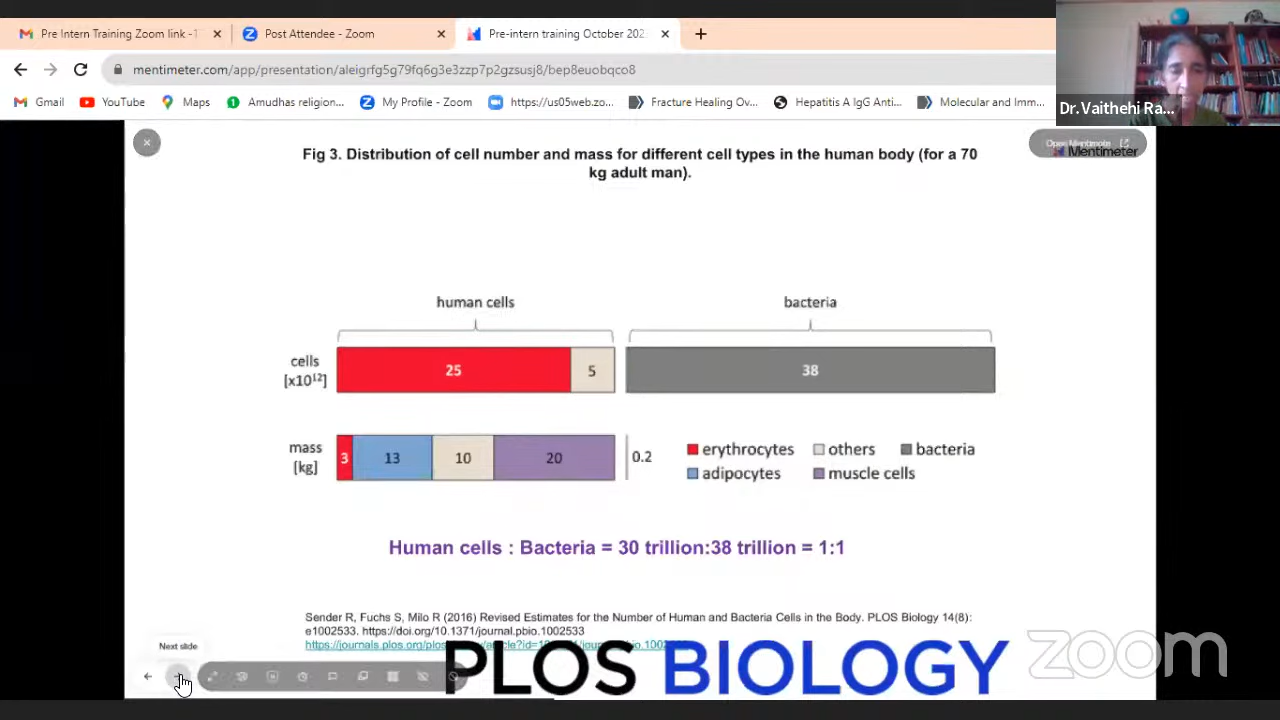 Pre Intern Training Zoom link -
Post Attendee - Zoom
Pre-intern training October 202
mentimeter.com/app/presentation/aleigrfg5g79fq6g3e3zzp7p2gzsusj8/bep8euobqco8
Gmail
YouTube
Maps
Amudhas religion...
My Profile - Zoom
https://us05web.zo...
Fracture Healing Ov...
Hepatitis A IgG Anti...
Molecular and Imm...
Dr.Vaithehi Ra...
Mentimeter
Fig 3. Distribution of cell number and mass for different cell types in the human body (for a 70
kg adult man).
human cells
bacteria
cells
[x10¹²]
25
5
38
mass
[kg]
3
13
10
20
0.2
erythrocytes
others
bacteria
adipocytes
muscle cells
Human cells : Bacteria = 30 trillion:38 trillion = 1:1
Sender R, Fuchs S, Milo R (2016) Revised Estimates for the Number of Human and Bacteria Cells in the Body. PLOS Biology 14(8):
e1002533. https://doi.org/10.1371/journal.pbio.1002533
Next slide
PLOS BIOLOGY
zoom